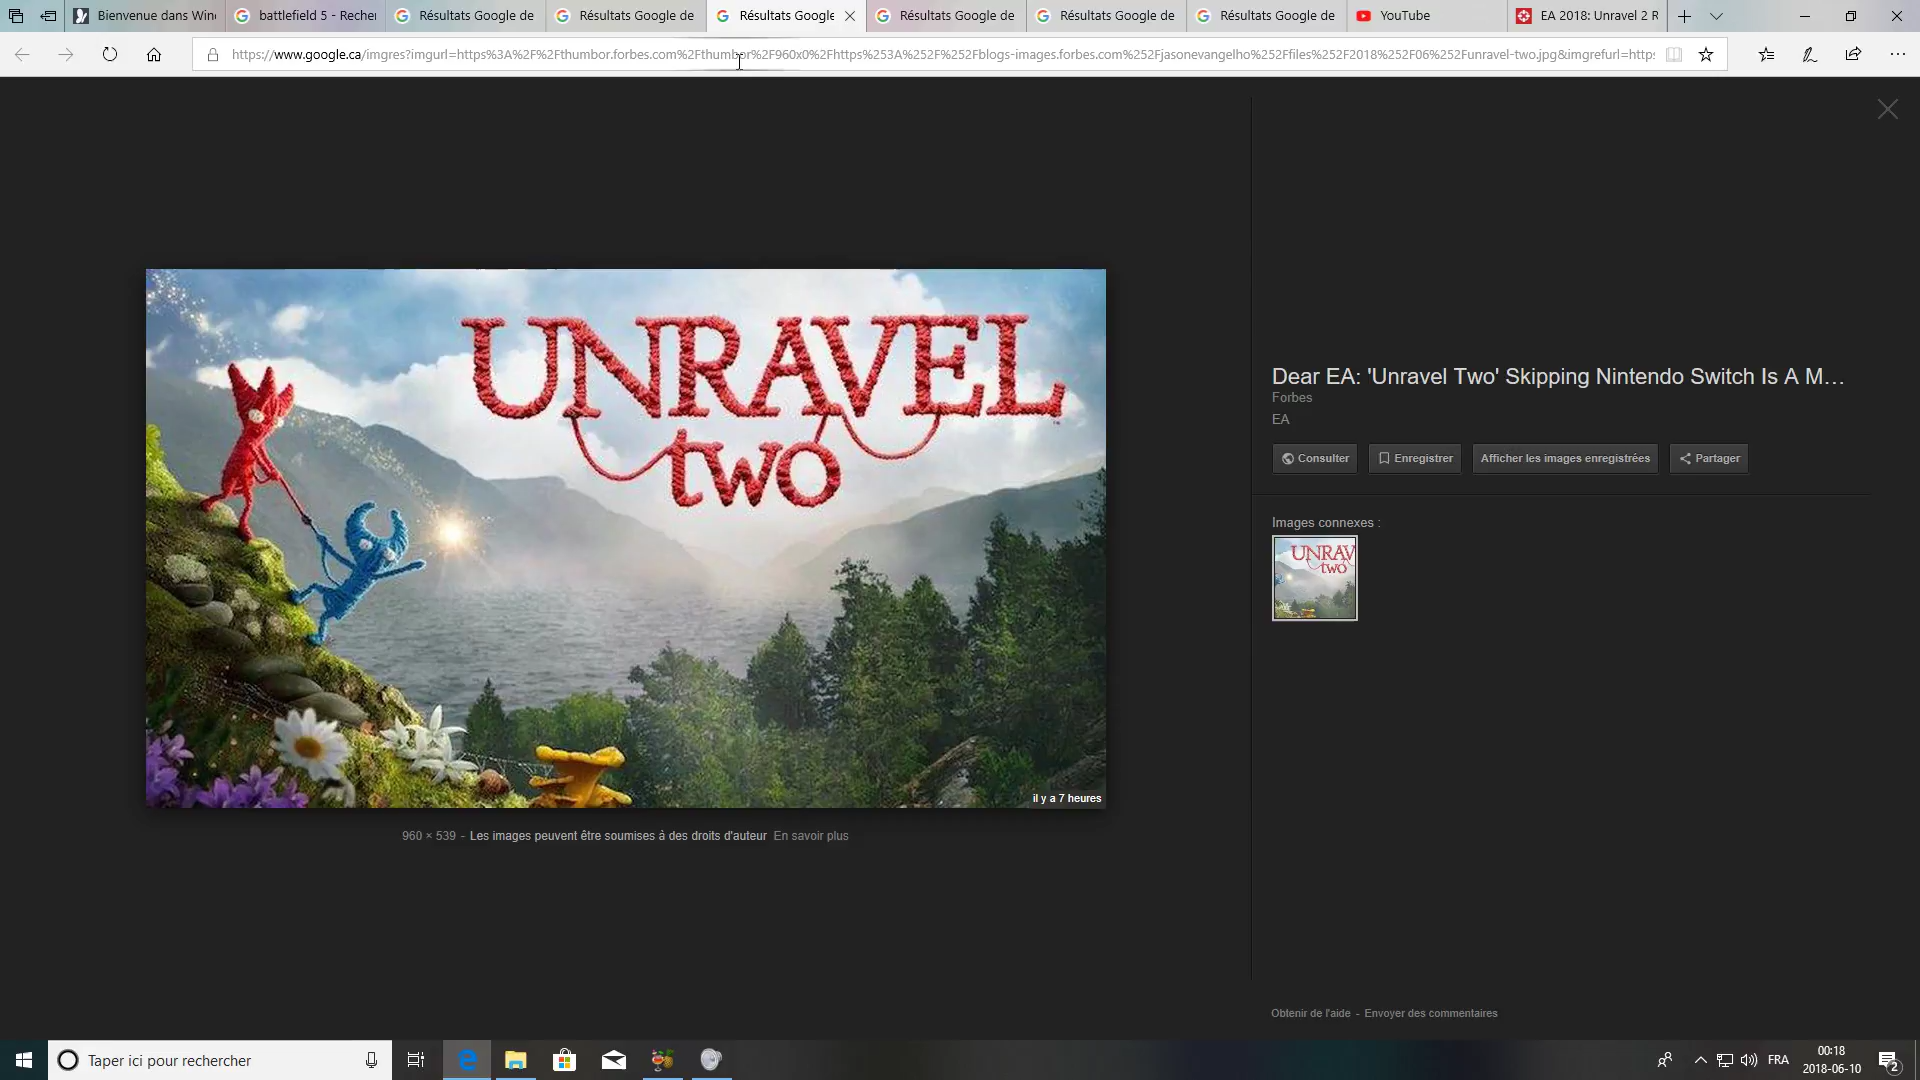 Bienvenue dans Win
battlefield 5 - Recher
Résultats Google de
Résultats Google de
Résultats Google
Résultats Google de
Résultats Google de
Résultats Google de
YouTube
EA 2018: Unravel 2 R
https://www.google.ca/imgres?imgurl=https%3A%2F%2Fthumbor.forbes.com%2Fthumbor%2F960x0%2Fhttps%253A%252F%252Fblogs-images.forbes.com%252Fjasonevangelho%252Ffiles%252F2018%252F06%252Funravel-two.jpg&imgrefurl=https
UNRAVEL
two
il y a 7 heures
960 × 539 - Les images peuvent être soumises à des droits d'auteur En savoir plus
Dear EA: 'Unravel Two' Skipping Nintendo Switch Is A M…
Forbes
EA
Consulter
Enregistrer
Afficher les images enregistrées
Partager
Images connexes :
UNRAV
two
Obtenir de l'aide - Envoyer des commentaires
Taper ici pour rechercher
FRA
00:18
2018-06-10
2